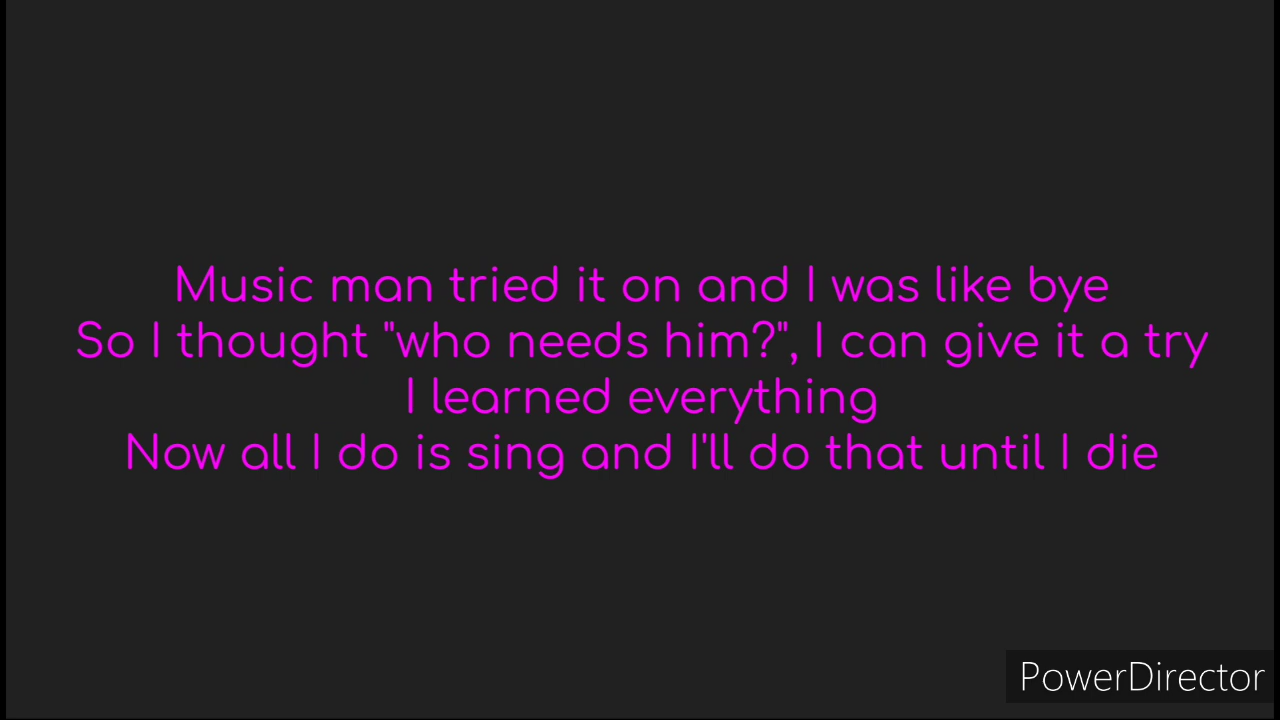 Music man tried it on and I was like bye
So I thought "who needs him?", I can give it a try
I learned everything
Now all I do is sing and I'll do that until I die
PowerDirector